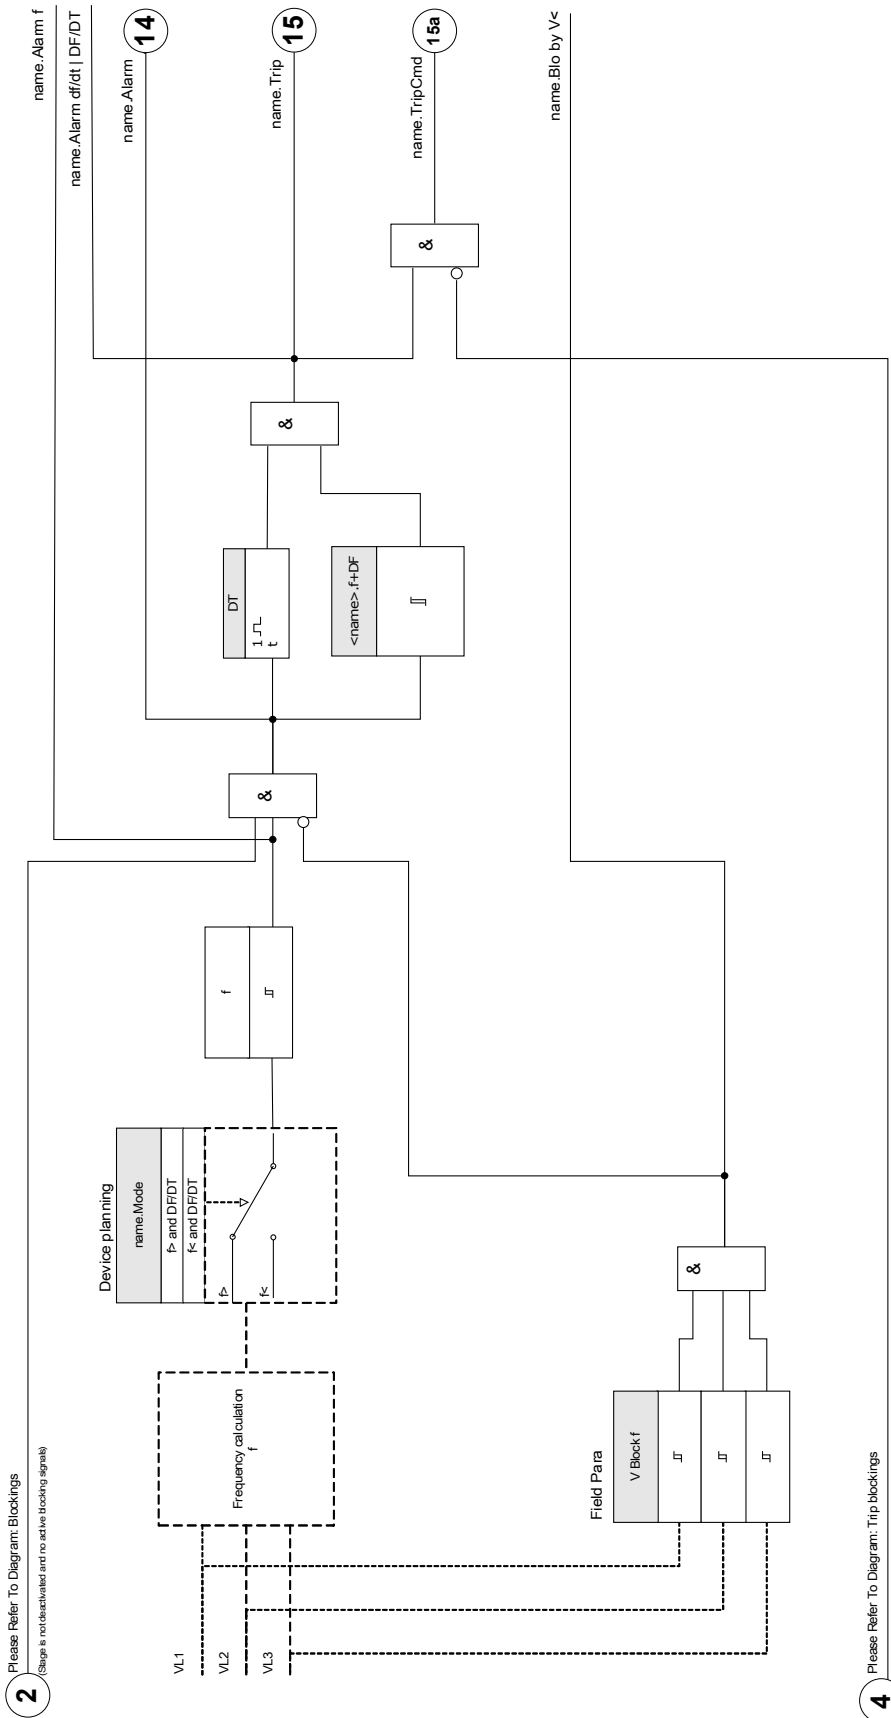 2
Please Refer To Diagram: Blockings
(Stage is not deactivated and no active blocking signals)
VL1
VL2
VL3
Frequency calculation
f
Device planning
name.Mode
f> and DF/DT
f< and DF/DT
f>
f<
f
&
DT
1
t
<name>.f+DF
&
&
name.Alarm f
name.Alarm df/dt | DF/DT
name.Alarm
14
name.Trip
15
name.TripCmd
15a
name.Blo by V<
Field Para
V Block f
&
4
Please Refer To Diagram: Trip blockings